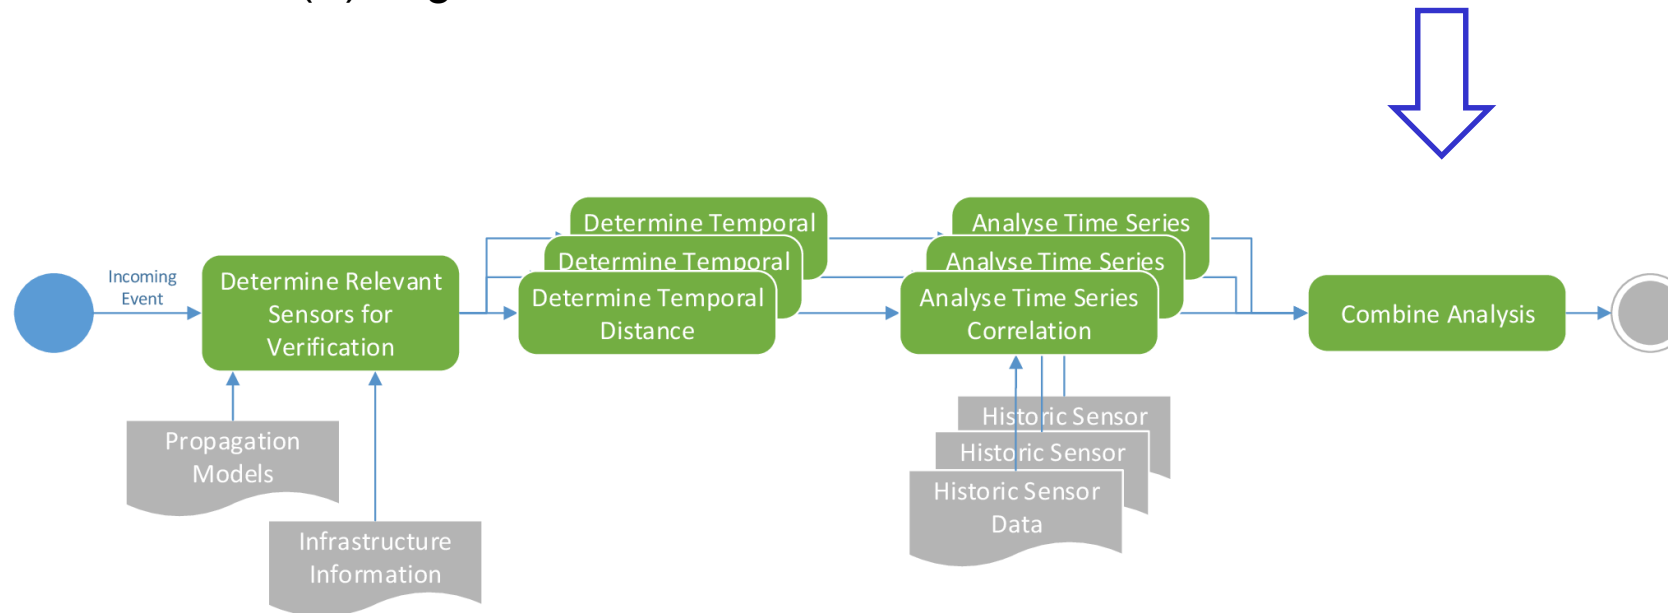 Incoming
Event
Determine Relevant
Sensors for
Verification
Determine Temporal
Determine Temporal
Determine Temporal
Distance
Analyse Time Series
Analyse Time Series
Analyse Time Series
Correlation
Combine Analysis
Propagation
Models
Infrastructure
Information
Historic Sensor
Historic Sensor
Historic Sensor
Data